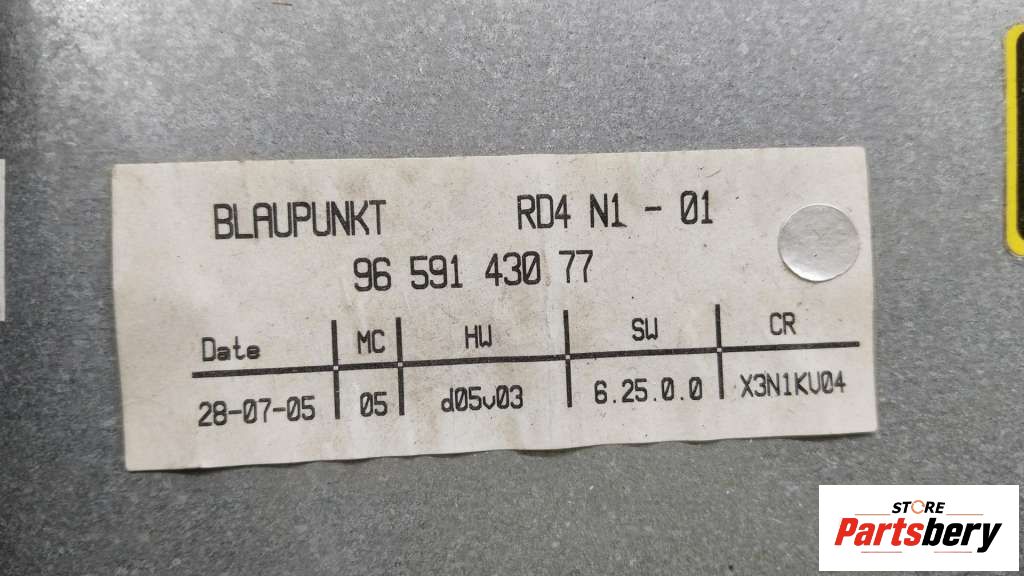 BLAUPUNKT RD4 N1 - 01
96 591 430 77
Date MC HW SW CR
28-07-05 05 d05v03 6.25.0.0 X3N1KV04
STORE
Partsbery